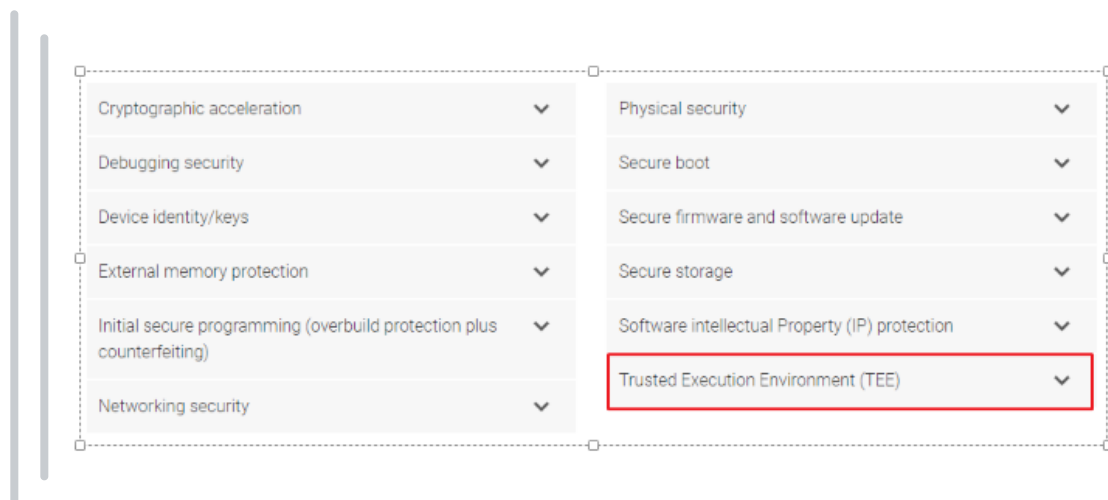 Cryptographic acceleration
Debugging security
Device identity/keys
External memory protection
Initial secure programming (overbuild protection plus
counterfeiting)
Networking security
Physical security
Secure boot
Secure firmware and software update
Secure storage
Software intellectual Property (IP) protection
Trusted Execution Environment (TEE)